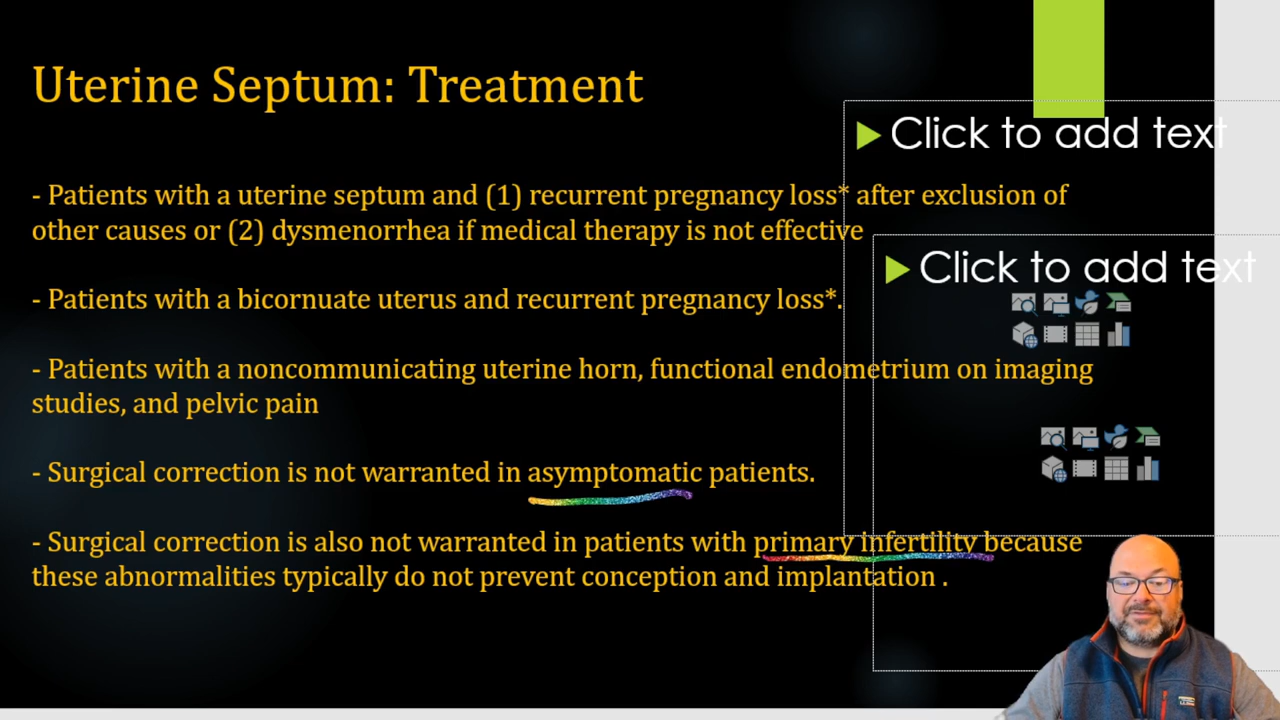 Uterine Septum: Treatment
Click to add text
- Patients with a uterine septum and (1) recurrent pregnancy loss* after exclusion of
other causes or (2) dysmenorrhea if medical therapy is not effective
Click to add text
- Patients with a bicornuate uterus and recurrent pregnancy loss*.
- Patients with a noncommunicating uterine horn, functional endometrium on imaging
studies, and pelvic pain
- Surgical correction is not warranted in asymptomatic patients.
- Surgical correction is also not warranted in patients with primary infertility because
these abnormalities typically do not prevent conception and implantation .